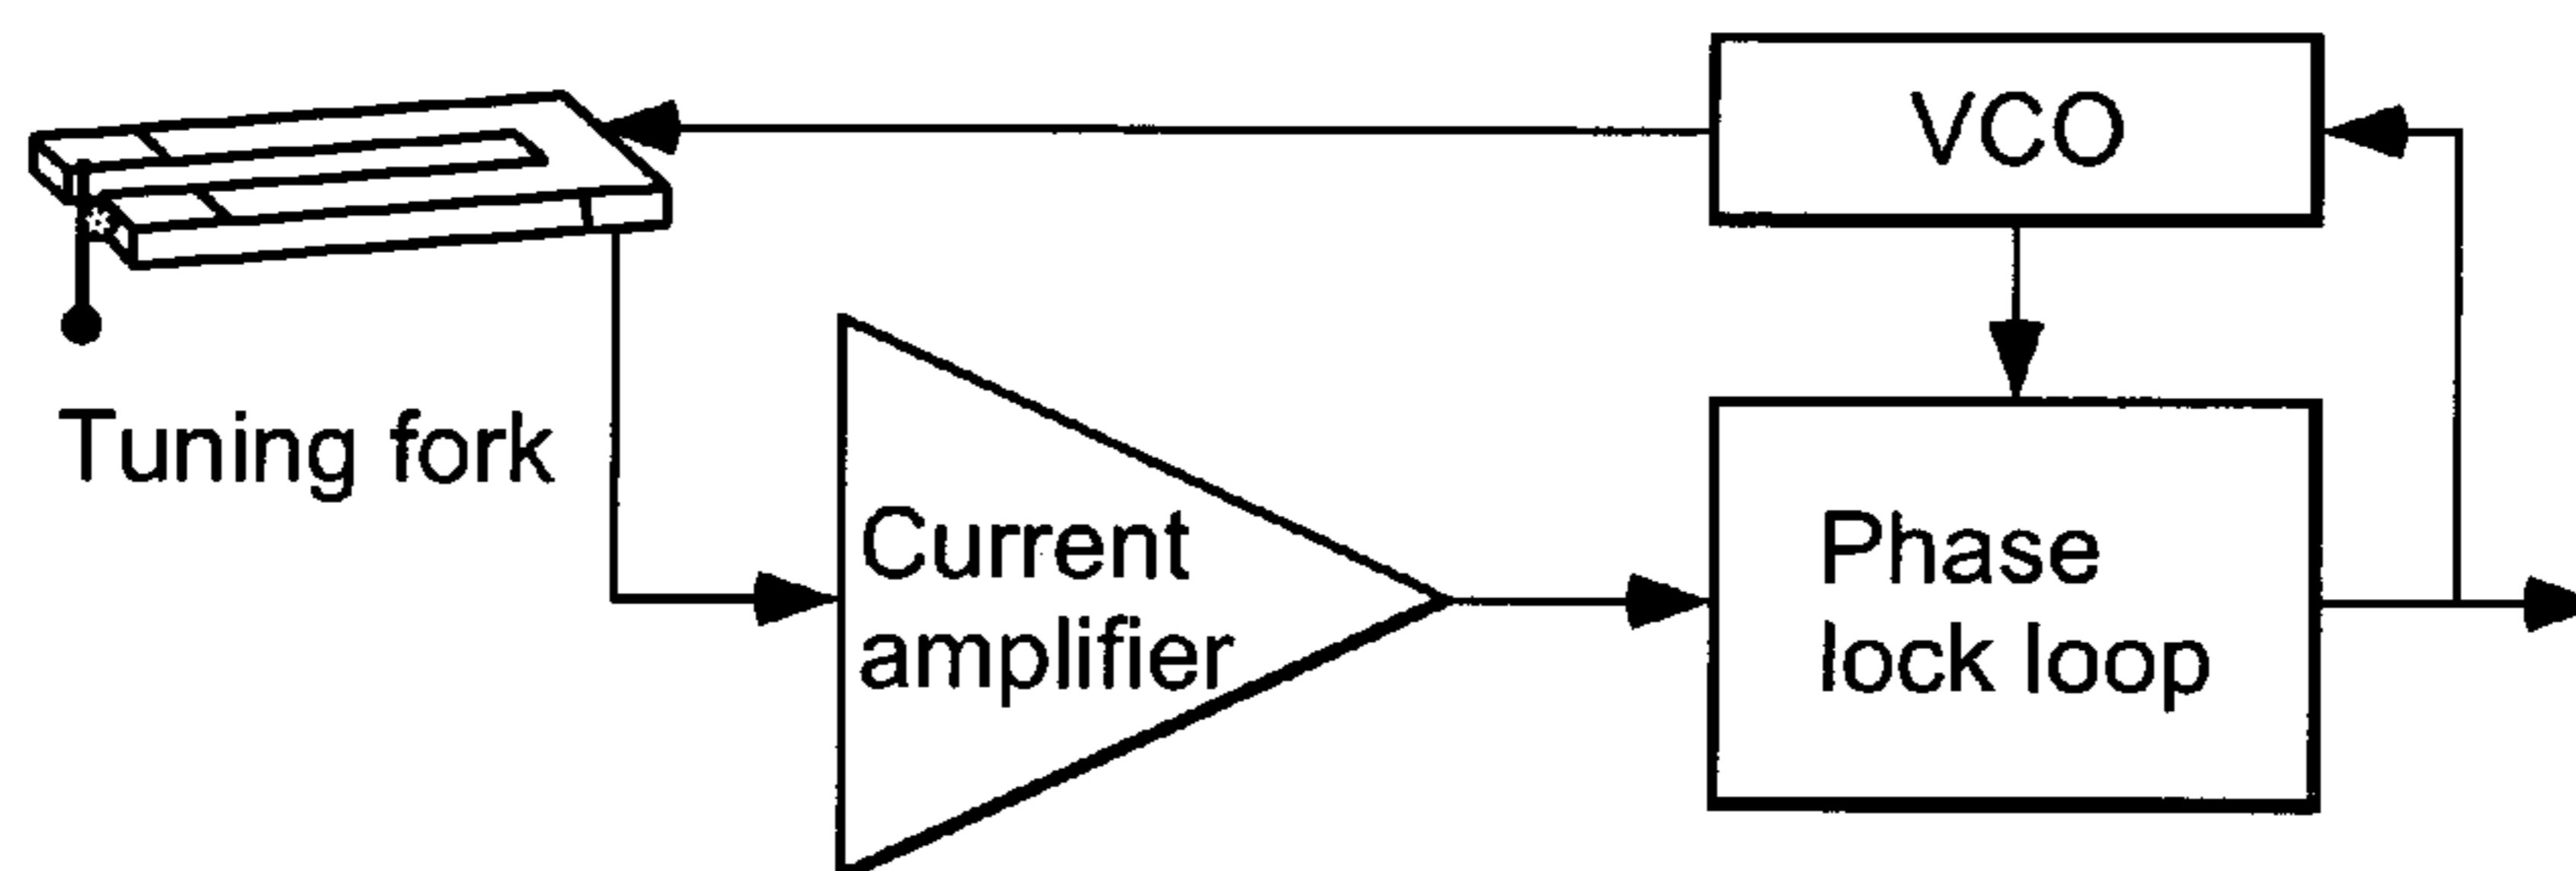 VCO
Tuning fork
Current
amplifier
Phase
lock loop